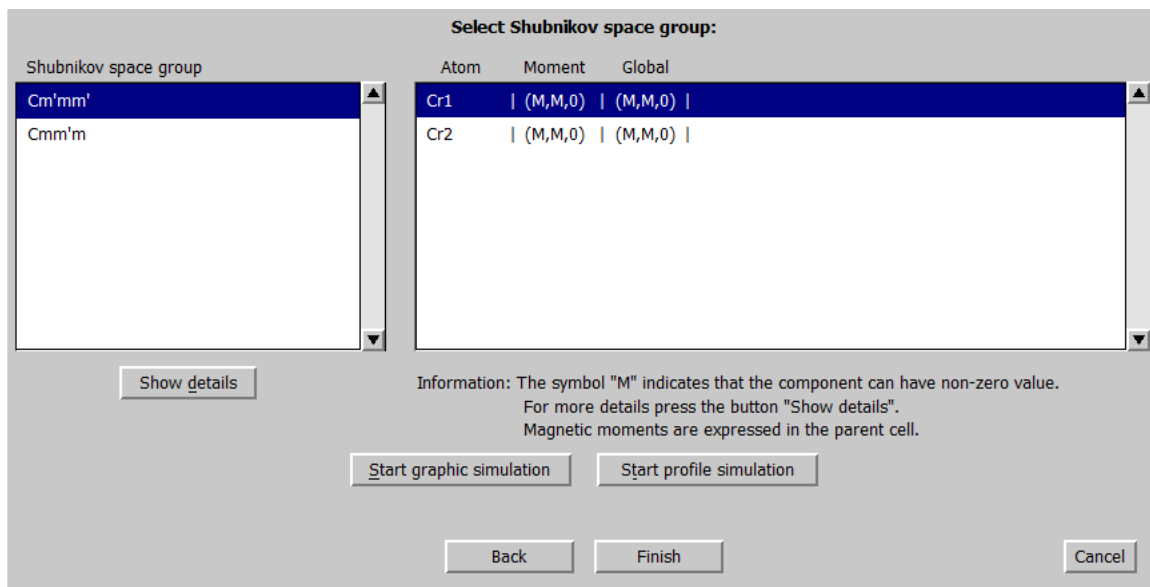 Select Shubnikov space group:
Shubnikov space group
Atom Moment Global
Cm'mm'
Cmm'm
Cr1 | (M,M,0) | (M,M,0) |
Cr2 | (M,M,0) | (M,M,0) |
Show details
Information: The symbol "M" indicates that the component can have non-zero value.
For more details press the button "Show details".
Magnetic moments are expressed in the parent cell.
Start graphic simulation
Start profile simulation
Back
Finish
Cancel